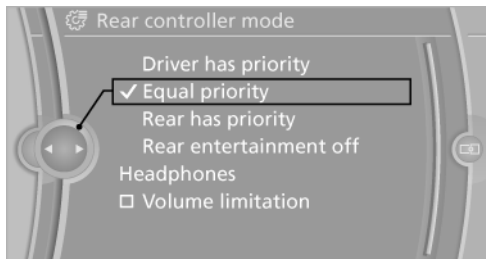 Rear controller mode
Driver has priority
✓ Equal priority
Rear has priority
Rear entertainment off
Headphones
☐ Volume limitation